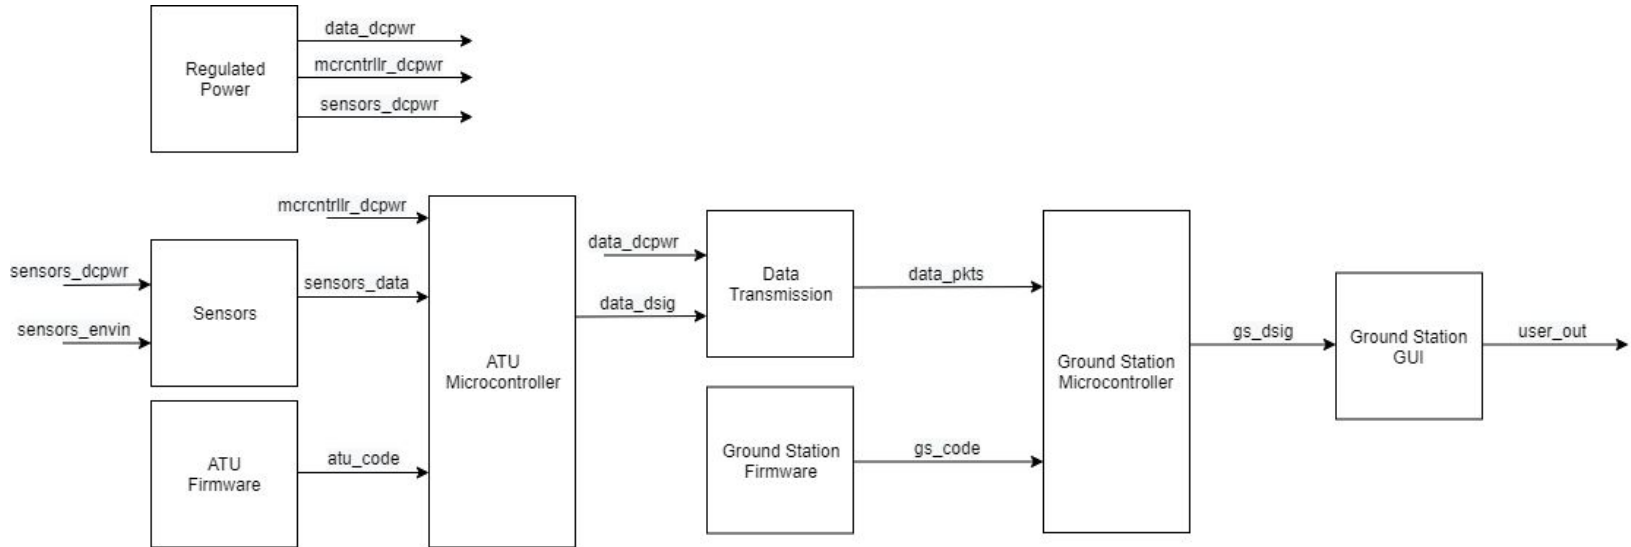 data_dcpwr
Regulated
Power
mcrcntrllr_dcpwr
sensors_dcpwr
mcrcntrllr_dcpwr
sensors_dcpwr
sensors_envin
Sensors
sensors_data
ATU
Firmware
atu_code
ATU
Microcontroller
data_dcpwr
data_dsig
Data
Transmission
data_pkts
Ground Station
Firmware
gs_code
Ground Station
Microcontroller
gs_dsig
Ground Station
GUI
user_out